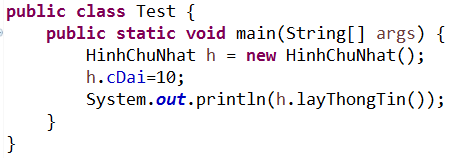 public class Test {
    public static void main(String[] args) {
        HinhChuNhat h = new HinhChuNhat();
        h.cDai=10;
        System.out.println(h.layThongTin());
    }
}